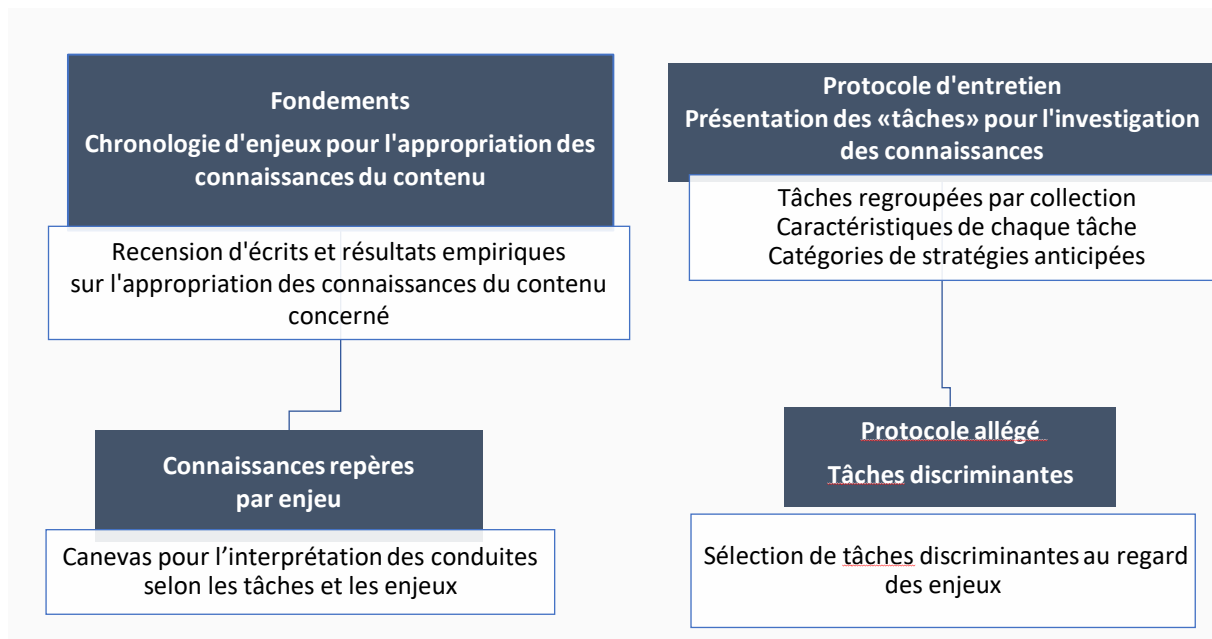 Fondements
Chronologie d'enjeux pour l'appropriation des
connaissances du contenu
Recension d'écrits et résultats empiriques
sur l'appropriation des connaissances du contenu
concerné
Connaissances repères
par enjeu
Canevas pour l’interprétation des conduites
selon les tâches et les enjeux
Protocole d'entretien
Présentation des «tâches» pour l'investigation
des connaissances
Tâches regroupées par collection
Caractéristiques de chaque tâche
Catégories de stratégies anticipées
Protocole allégé
Tâches discriminantes
Sélection de tâches discriminantes au regard
des enjeux